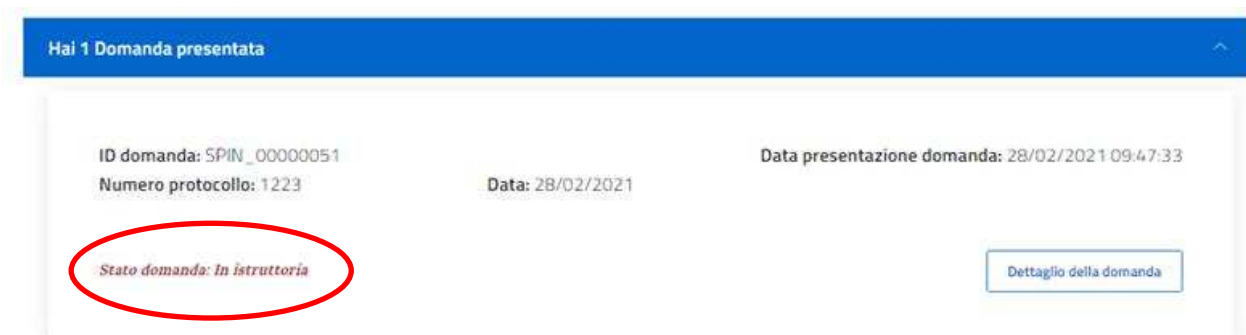 Hai 1 Domanda presentata
ID domanda: SPIN_00000051
Data presentazione domanda: 28/02/2021 09:47:33
Numero protocollo: 1223
Data: 28/02/2021
Stato domanda: In istruttoria
Dettaglio della domanda